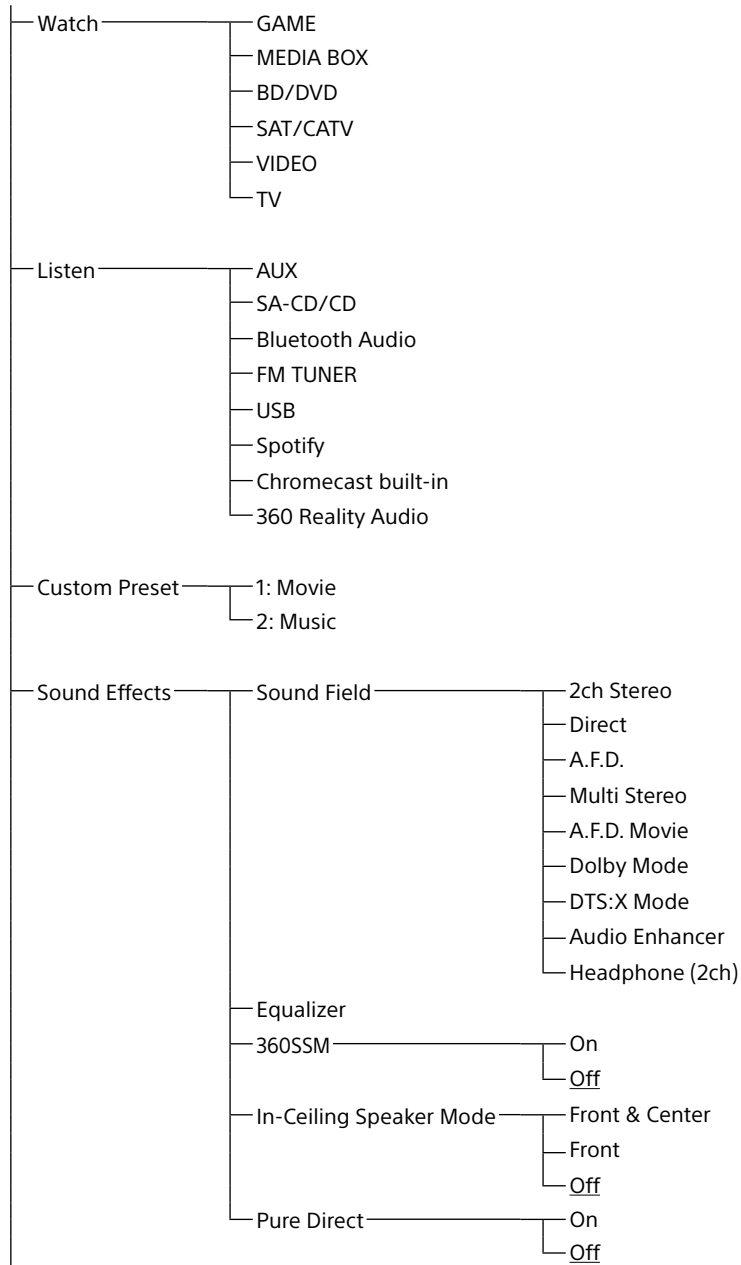 Watch GAME
MEDIA BOX
BD/DVD
SAT/CATV
VIDEO
TV
Listen AUX
SA-CD/CD
Bluetooth Audio
FM TUNER
USB
Spotify
Chromecast built-in
360 Reality Audio
Custom Preset 1: Movie
2: Music
Sound Effects Sound Field 2ch Stereo
Direct
A.F.D.
Multi Stereo
A.F.D. Movie
Dolby Mode
DTS:X Mode
Audio Enhancer
Headphone (2ch)
Equalizer
360SSM On
Off
In-Ceiling Speaker Mode Front & Center
Front
Off
Pure Direct On
Off